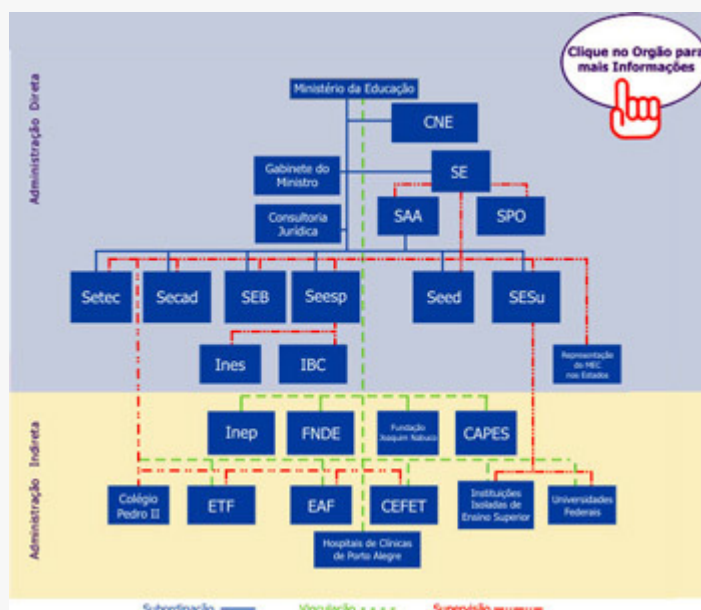 Clique no Orgão para
mais Informações
Administração Direta
Ministério da Educação
CNE
Gabinete do
Ministro
SE
Consultoria
Jurídica
SAA
SPO
Setec
Secad
SEB
Seesp
Seed
SESu
Ines
IBC
Representação
do MEC
nos Estados
Administração Indireta
Inep
FNDE
Fundação
Joaquim Nabuco
CAPES
Colégio
Pedro II
ETF
EAF
CEFET
Instituições
Isoladas de
Ensino Superior
Universidades
Federais
Hospitais de Clínicas
de Porto Alegre
Subordinação
Vinculação
Supervisão